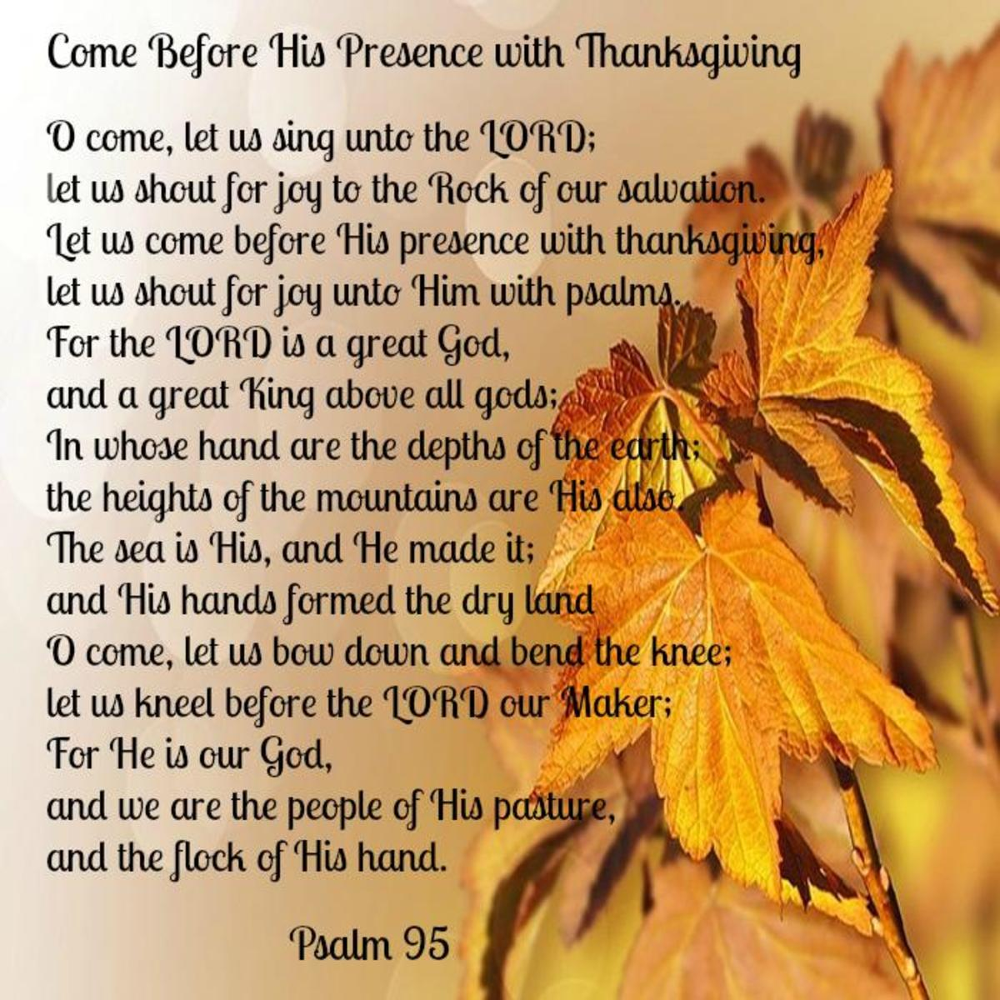 Come Before His Presence with Thanksgiving
O come, let us sing unto the LORD;
let us shout for joy to the Rock of our salvation.
Let us come before His presence with thanksgiving,
let us shout for joy unto Him with psalms.
For the LORD is a great God,
and a great King above all gods;
In whose hand are the depths of the earth;
the heights of the mountains are His also.
The sea is His, and He made it;
and His hands formed the dry land
O come, let us bow down and bend the knee;
let us kneel before the LORD our Maker;
For He is our God,
and we are the people of His pasture,
and the flock of His hand.
Psalm 95